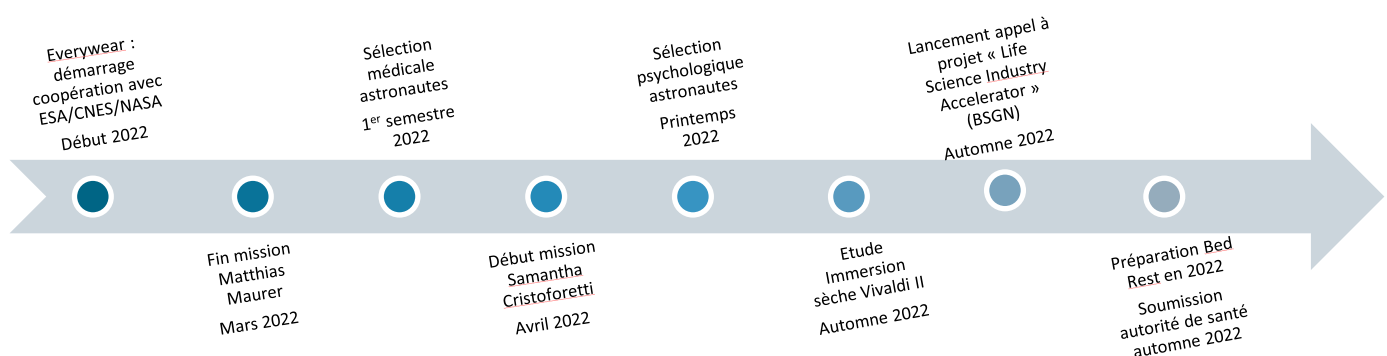 Everywear :
démarrage
coopération avec
ESA/CNES/NASA
Début 2022
Fin mission
Matthias
Maurer
Mars 2022
Sélection
médicale
astronautes
1er semestre
2022
Début mission
Samantha
Cristoforetti
Avril 2022
Sélection
psychologique
astronautes
Printemps
2022
Etude
Immersion
sèche Vivaldi II
Automne 2022
Lancement appel à
projet « Life
Science Industry
Accelerator »
(BSGN)
Automne 2022
Préparation Bed
Rest en 2022
Soumission
autorité de santé
automne 2022